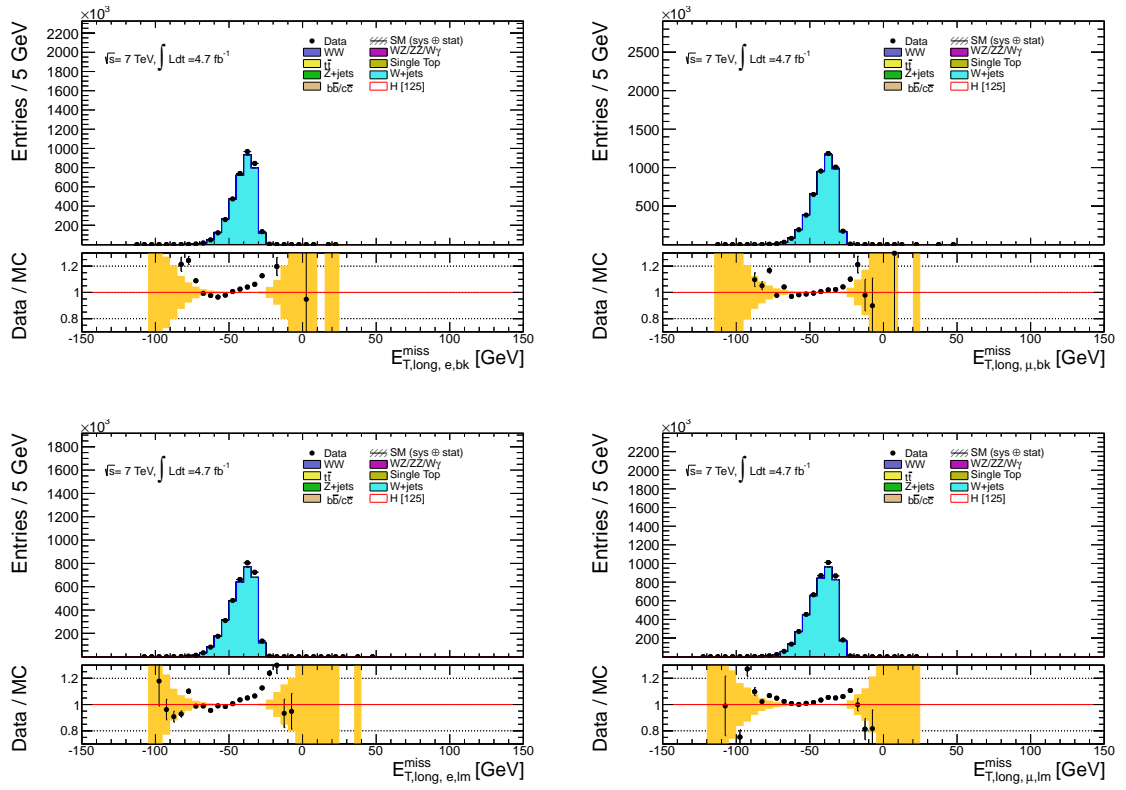 ×10³
Entries / 5 GeV
2200
2000
1800
1600
1400
1200
1000
800
600
400
200
√s= 7 TeV, ∫ Ldt =4.7 fb⁻¹
Data
WW
tt̄
Z+jets
bb̄/cc̄
SM (sys ⊕ stat)
WZ/ZZ/Wγ
Single Top
W+jets
H [125]
Data / MC
1.2
1
0.8
-150 -100 -50 0 50 100 150
E^miss_T,long, e,bk [GeV]
×10³
Entries / 5 GeV
2500
2000
1500
1000
500
√s= 7 TeV, ∫ Ldt =4.7 fb⁻¹
Data
WW
tt̄
Z+jets
bb̄/cc̄
SM (sys ⊕ stat)
WZ/ZZ/Wγ
Single Top
W+jets
H [125]
Data / MC
1.2
1
0.8
-150 -100 -50 0 50 100 150
E^miss_T,long, μ,bk [GeV]
×10³
Entries / 5 GeV
1800
1600
1400
1200
1000
800
600
400
200
√s= 7 TeV, ∫ Ldt =4.7 fb⁻¹
Data
WW
tt̄
Z+jets
bb̄/cc̄
SM (sys ⊕ stat)
WZ/ZZ/Wγ
Single Top
W+jets
H [125]
Data / MC
1.2
1
0.8
-150 -100 -50 0 50 100 150
E^miss_T,long, e,lm [GeV]
×10³
Entries / 5 GeV
2200
2000
1800
1600
1400
1200
1000
800
600
400
200
√s= 7 TeV, ∫ Ldt =4.7 fb⁻¹
Data
WW
tt̄
Z+jets
bb̄/cc̄
SM (sys ⊕ stat)
WZ/ZZ/Wγ
Single Top
W+jets
H [125]
Data / MC
1.2
1
0.8
-150 -100 -50 0 50 100 150
E^miss_T,long, μ,lm [GeV]